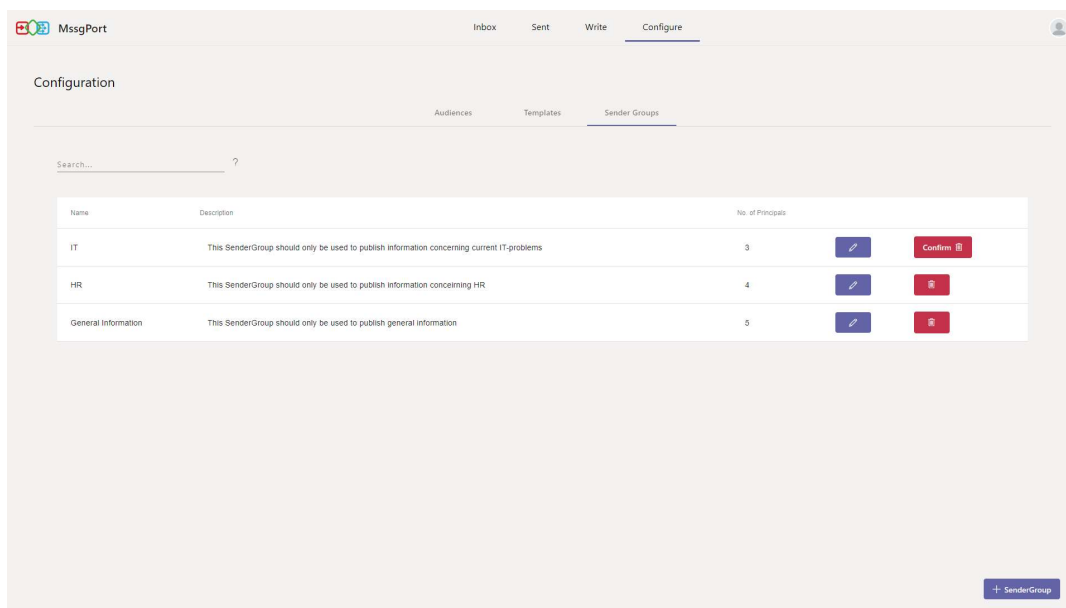 MssgPort Inbox Sent Write Configure
Configuration
Audiences Templates Sender Groups
Search... ?
Name Description No. of Principals
IT This SenderGroup should only be used to publish information concerning current IT-problems 3 Confirm
HR This SenderGroup should only be used to publish information conceirning HR 4
General Information This SenderGroup should only be used to publish general information 5
+ SenderGroup